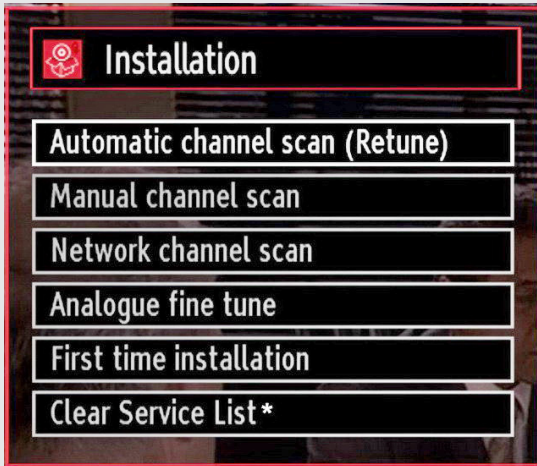 Installation
Automatic channel scan (Retune)
Manual channel scan
Network channel scan
Analogue fine tune
First time installation
Clear Service List*